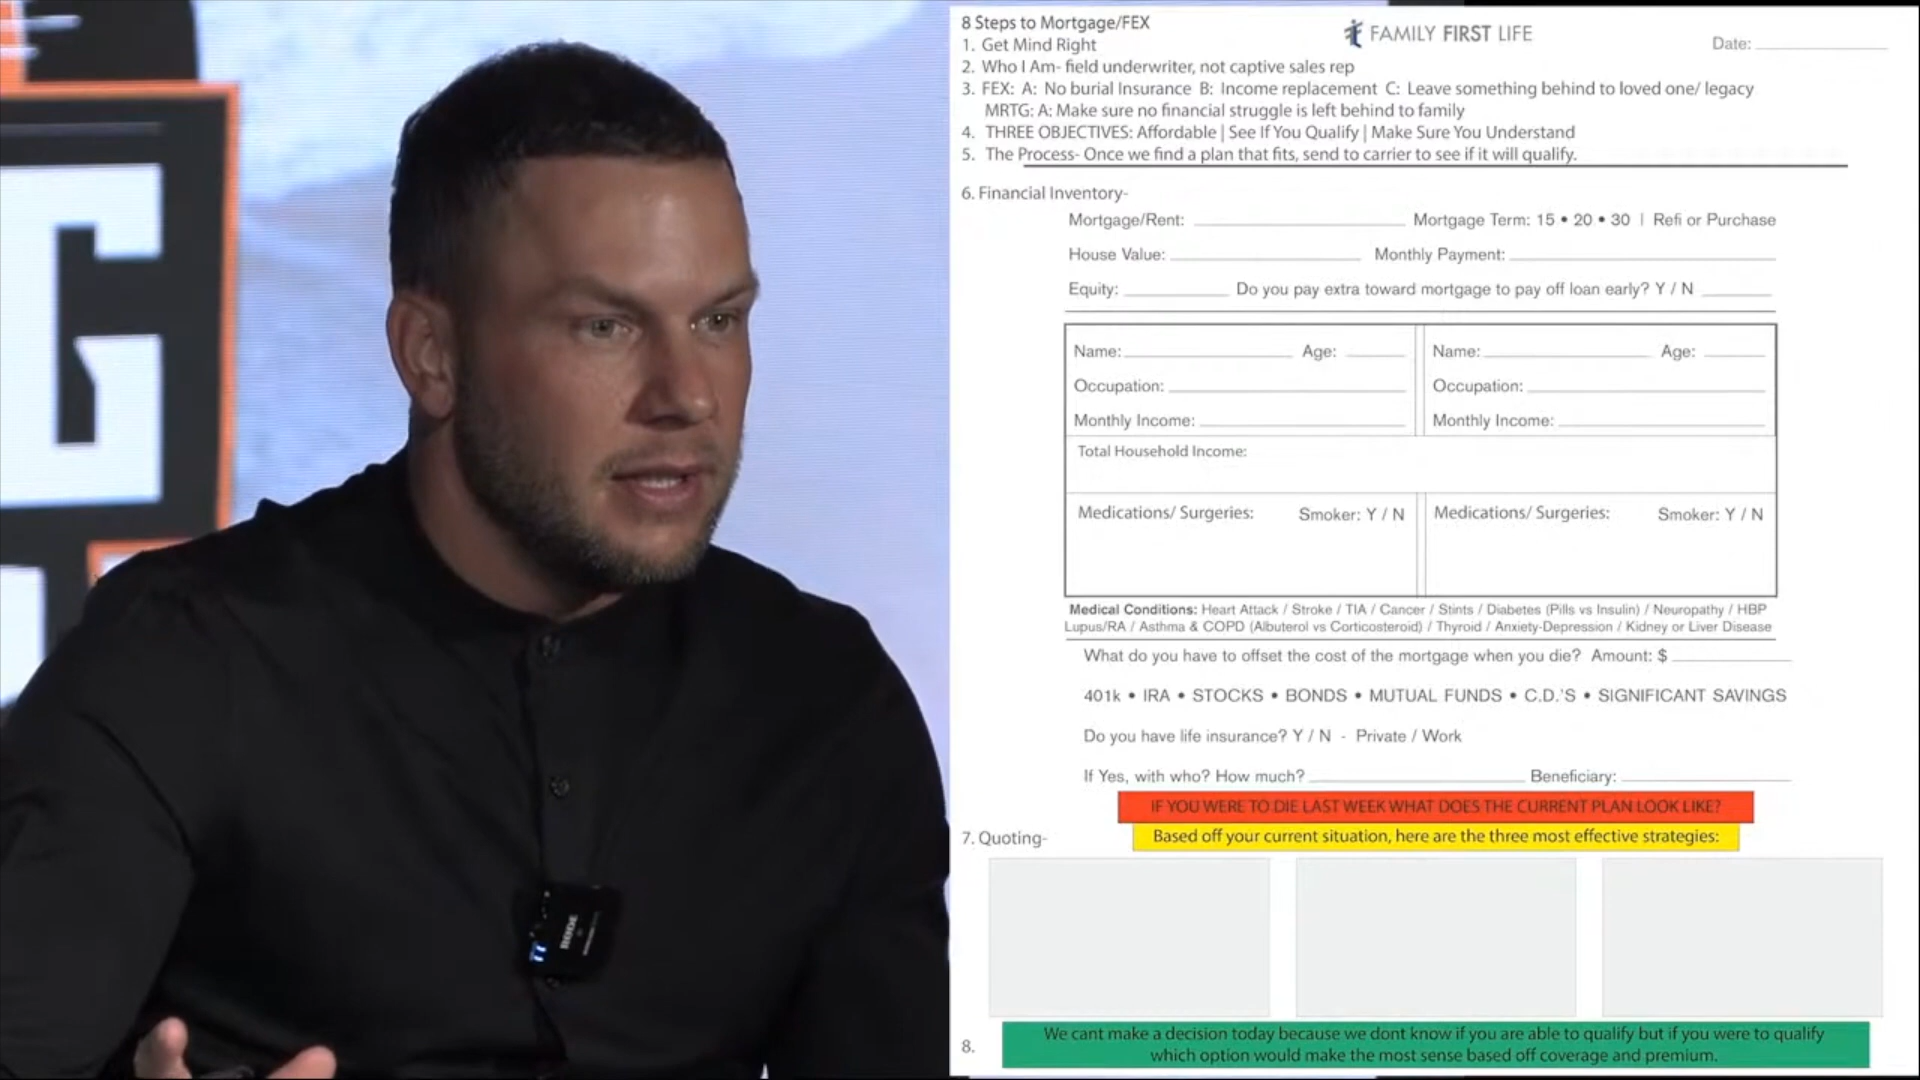 8 Steps to Mortgage/FEX
FAMILY FIRST LIFE
Date:
1. Get Mind Right
2. Who I Am- field underwriter, not captive sales rep
3. FEX: A: No burial Insurance B: Income replacement C: Leave something behind to loved one/ legacy
MRTG: A: Make sure no financial struggle is left behind to family
4. THREE OBJECTIVES: Affordable | See If You Qualify | Make Sure You Understand
5. The Process- Once we find a plan that fits, send to carrier to see if it will qualify.
6. Financial Inventory-
Mortgage/Rent: Mortgage Term: 15 • 20 • 30 | Refi or Purchase
House Value: Monthly Payment:
Equity: Do you pay extra toward mortgage to pay off loan early? Y / N
Name: Age: Name: Age:
Occupation: Occupation:
Monthly Income: Monthly Income:
Total Household Income:
Medications/ Surgeries: Smoker: Y / N Medications/ Surgeries: Smoker: Y / N
Medical Conditions: Heart Attack / Stroke / TIA / Cancer / Stints / Diabetes (Pills vs Insulin) / Neuropathy / HBP
Lupus/RA / Asthma & COPD (Albuterol vs Corticosteroid) / Thyroid / Anxiety-Depression / Kidney or Liver Disease
What do you have to offset the cost of the mortgage when you die? Amount: $
401k • IRA • STOCKS • BONDS • MUTUAL FUNDS • C.D.'S • SIGNIFICANT SAVINGS
Do you have life insurance? Y / N - Private / Work
If Yes, with who? How much? Beneficiary:
IF YOU WERE TO DIE LAST WEEK WHAT DOES THE CURRENT PLAN LOOK LIKE?
7. Quoting-
Based off your current situation, here are the three most effective strategies:
8.
We cant make a decision today because we dont know if you are able to qualify but if you were to qualify
which option would make the most sense based off coverage and premium.
G
RODE